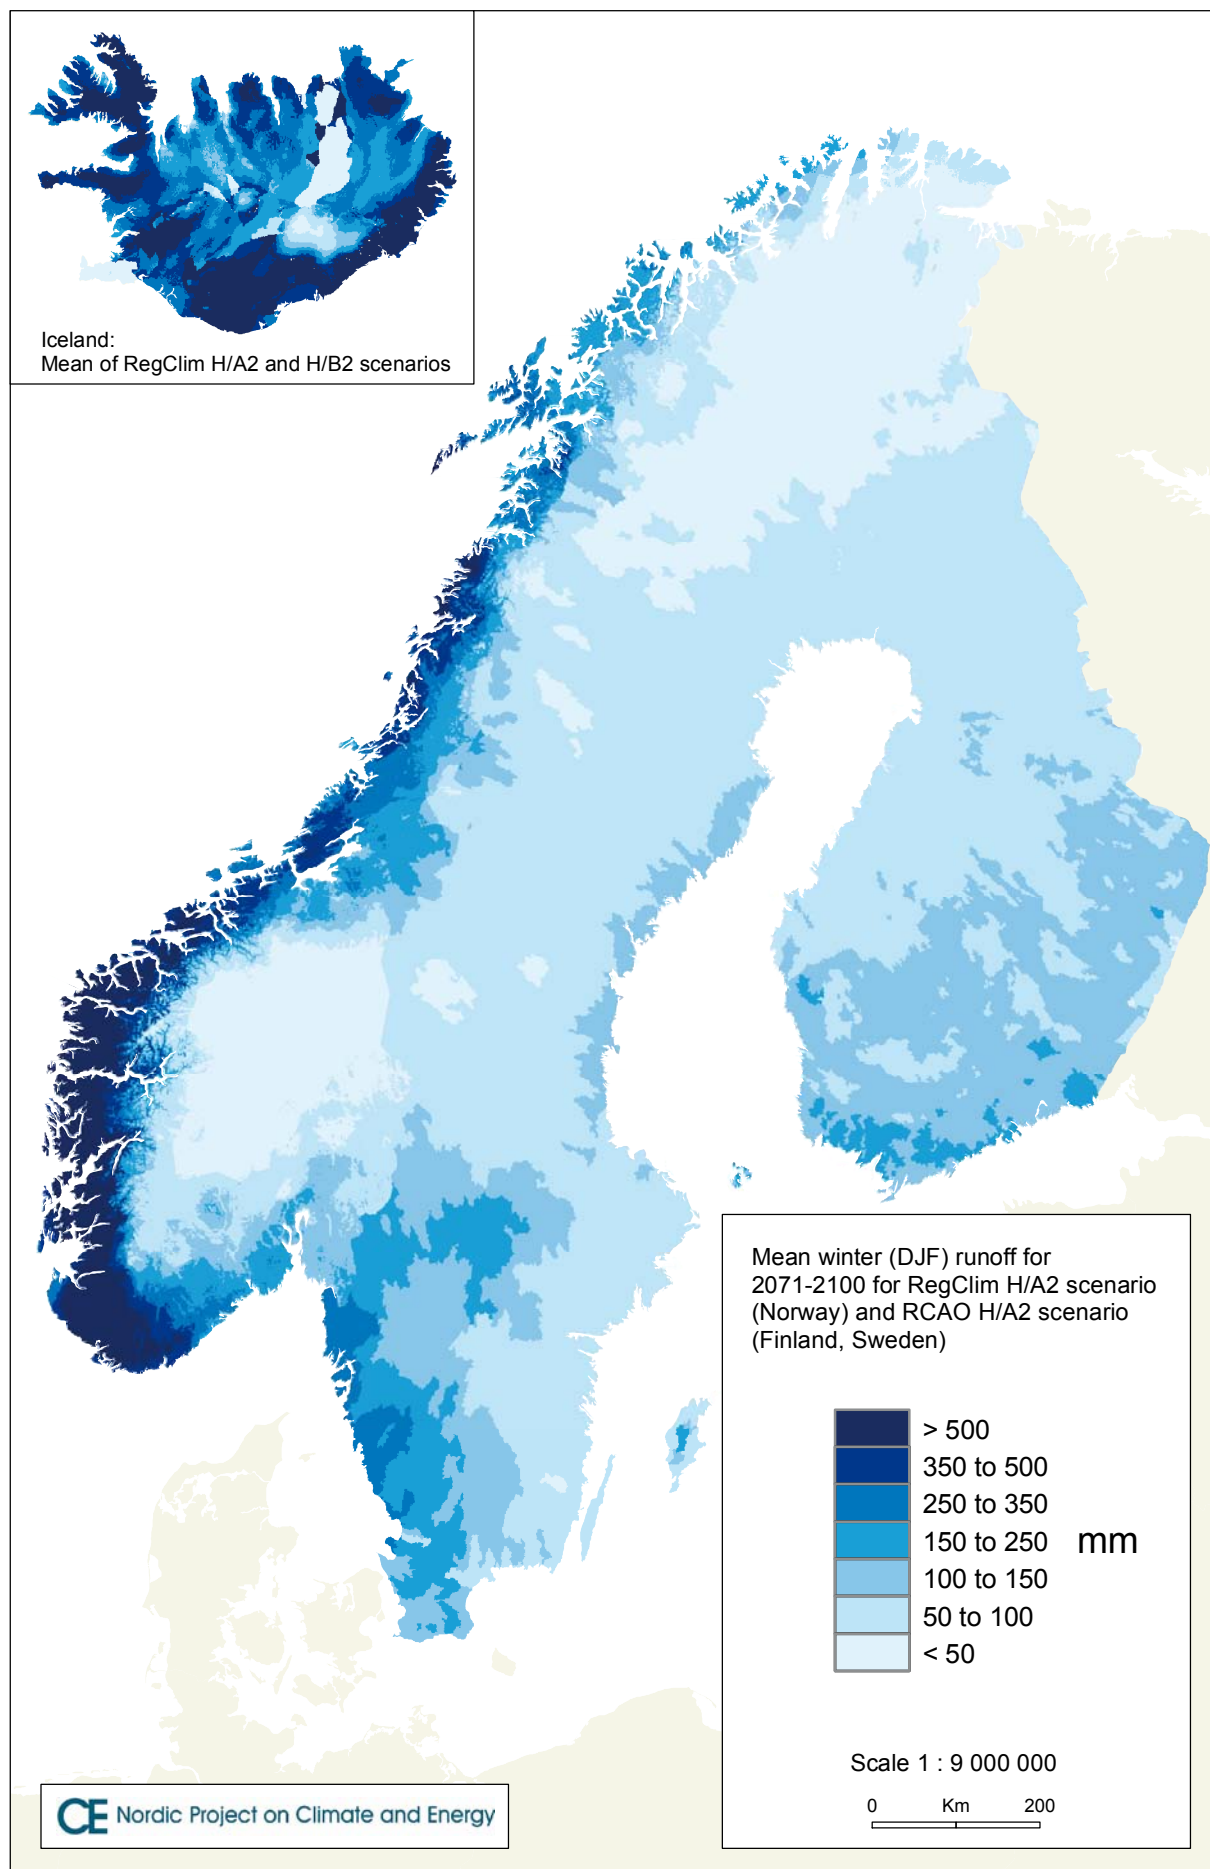 Iceland:
Mean of RegClim H/A2 and H/B2 scenarios
Mean winter (DJF) runoff for
2071-2100 for RegClim H/A2 scenario
(Norway) and RCAO H/A2 scenario
(Finland, Sweden)
> 500
350 to 500
250 to 350
150 to 250 mm
100 to 150
50 to 100
< 50
Scale 1 : 9 000 000
0 Km 200
CE Nordic Project on Climate and Energy